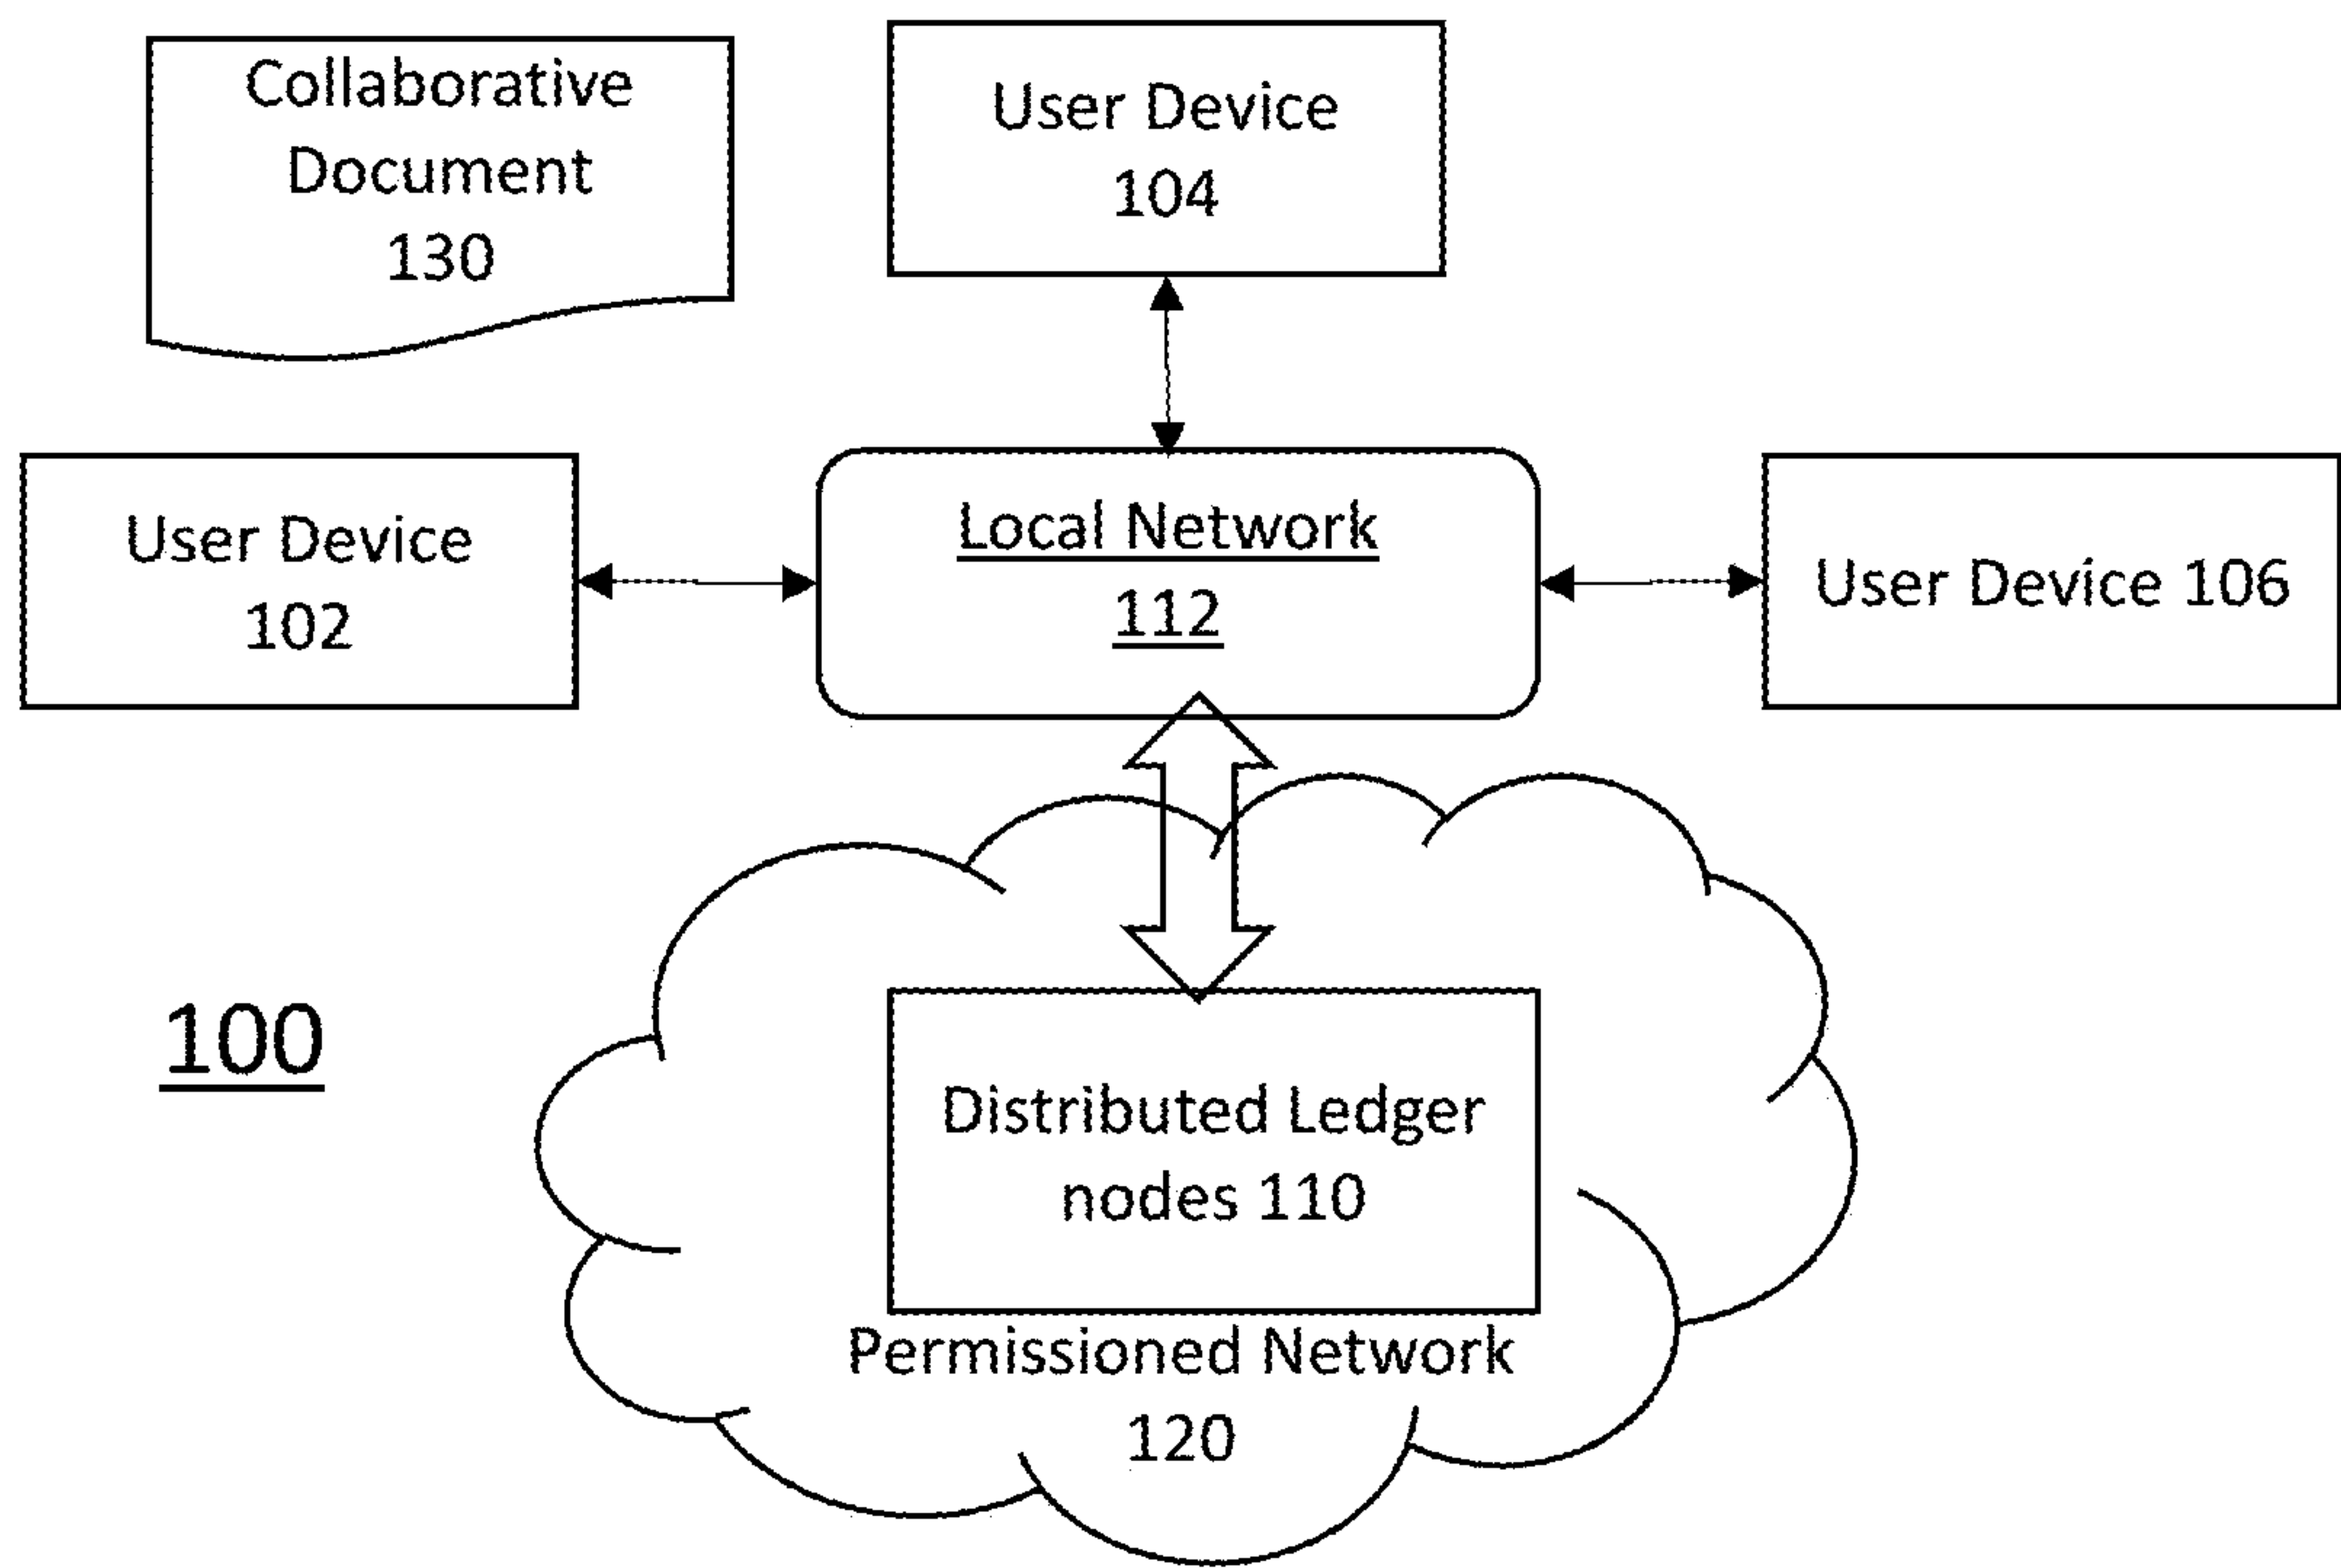 Collaborative
Document
130
User Device
104
User Device
102
Local Network
112
User Device 106
100
Distributed Ledger
nodes 110
Permissioned Network
120